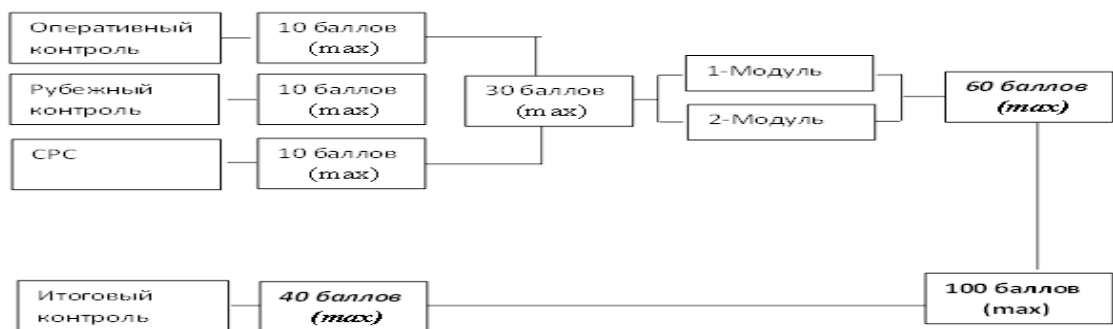 Оперативный
контроль
10 баллов
(max)
Рубежный
контроль
10 баллов
(max)
СРС
10 баллов
(max)
30 баллов
(max)
1-Модуль
2-Модуль
60 баллов
(max)
Итоговый
контроль
40 баллов
(max)
100 баллов
(max)